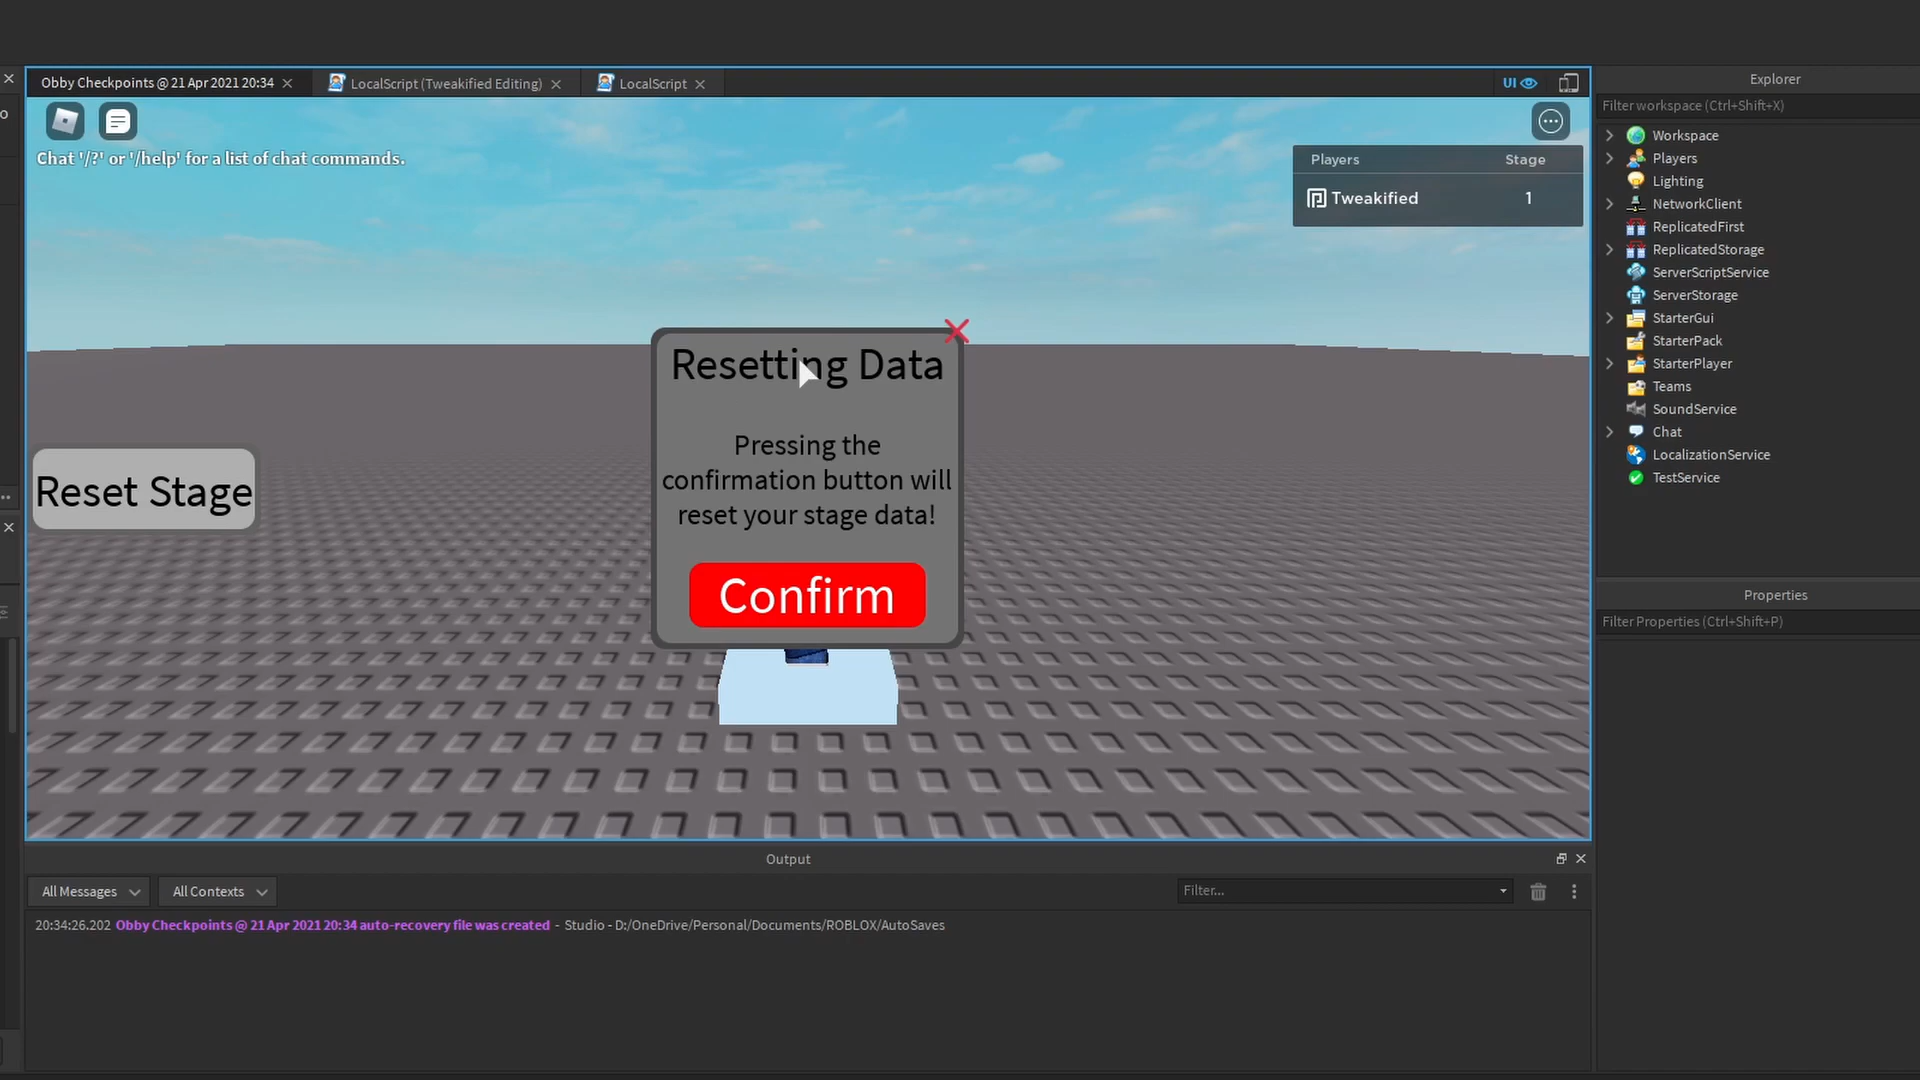 Obby Checkpoints @ 21 Apr 2021 20:34
LocalScript (Tweakified Editing)
LocalScript
UI
Explorer
Filter workspace (Ctrl+Shift+X)
Workspace
Players
Lighting
NetworkClient
ReplicatedFirst
ReplicatedStorage
ServerScriptService
ServerStorage
StarterGui
StarterPack
StarterPlayer
Teams
SoundService
Chat
LocalizationService
TestService
Properties
Filter Properties (Ctrl+Shift+P)
Chat '/?' or '/help' for a list of chat commands.
Players Stage
Tweakified 1
Resetting Data
Pressing the
confirmation button will
reset your stage data!
Confirm
Reset Stage
Output
All Messages
All Contexts
Filter...
20:34:26.202 Obby Checkpoints @ 21 Apr 2021 20:34 auto-recovery file was created - Studio - D:/OneDrive/Personal/Documents/ROBLOX/AutoSaves